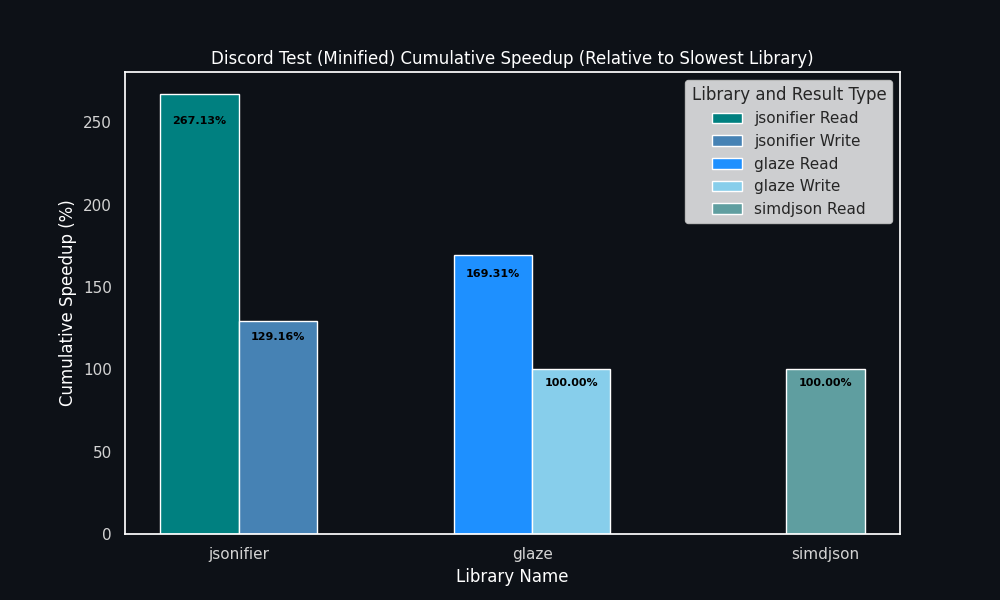 Discord Test (Minified) Cumulative Speedup (Relative to Slowest Library)
Library and Result Type
jsonifier Read
jsonifier Write
glaze Read
glaze Write
simdjson Read
Cumulative Speedup (%)
250
200
150
100
50
0
267.13%
129.16%
169.31%
100.00%
100.00%
jsonifier
glaze
simdjson
Library Name